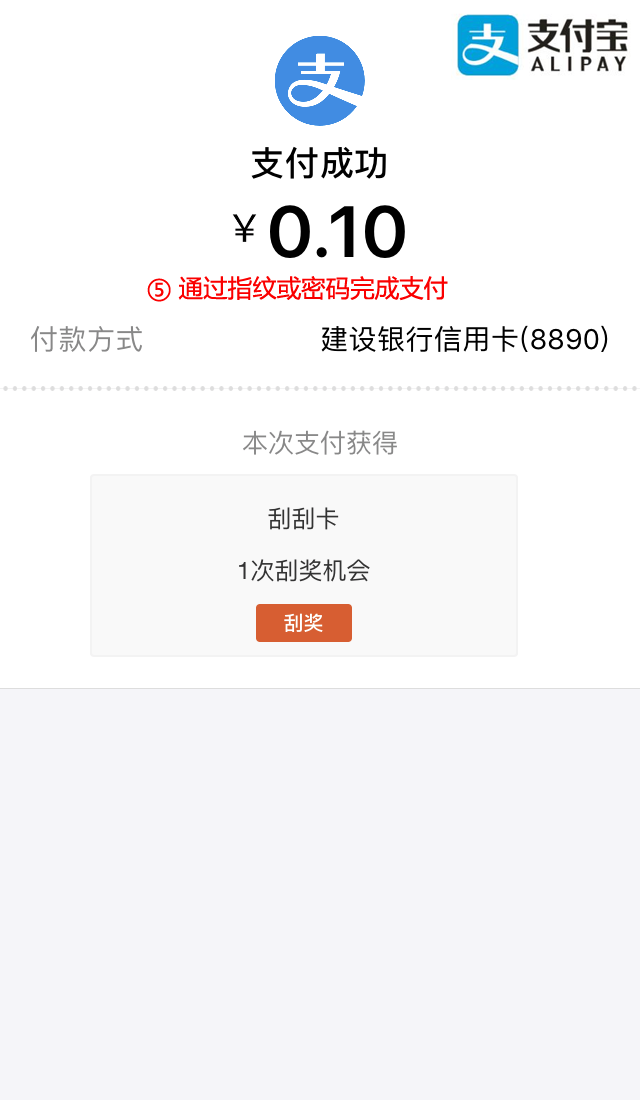 支
支付宝
ALIPAY
支
支付成功
￥0.10
⑤ 通过指纹或密码完成支付
付款方式 建设银行信用卡(8890)
本次支付获得
刮刮卡
1次刮奖机会
刮奖